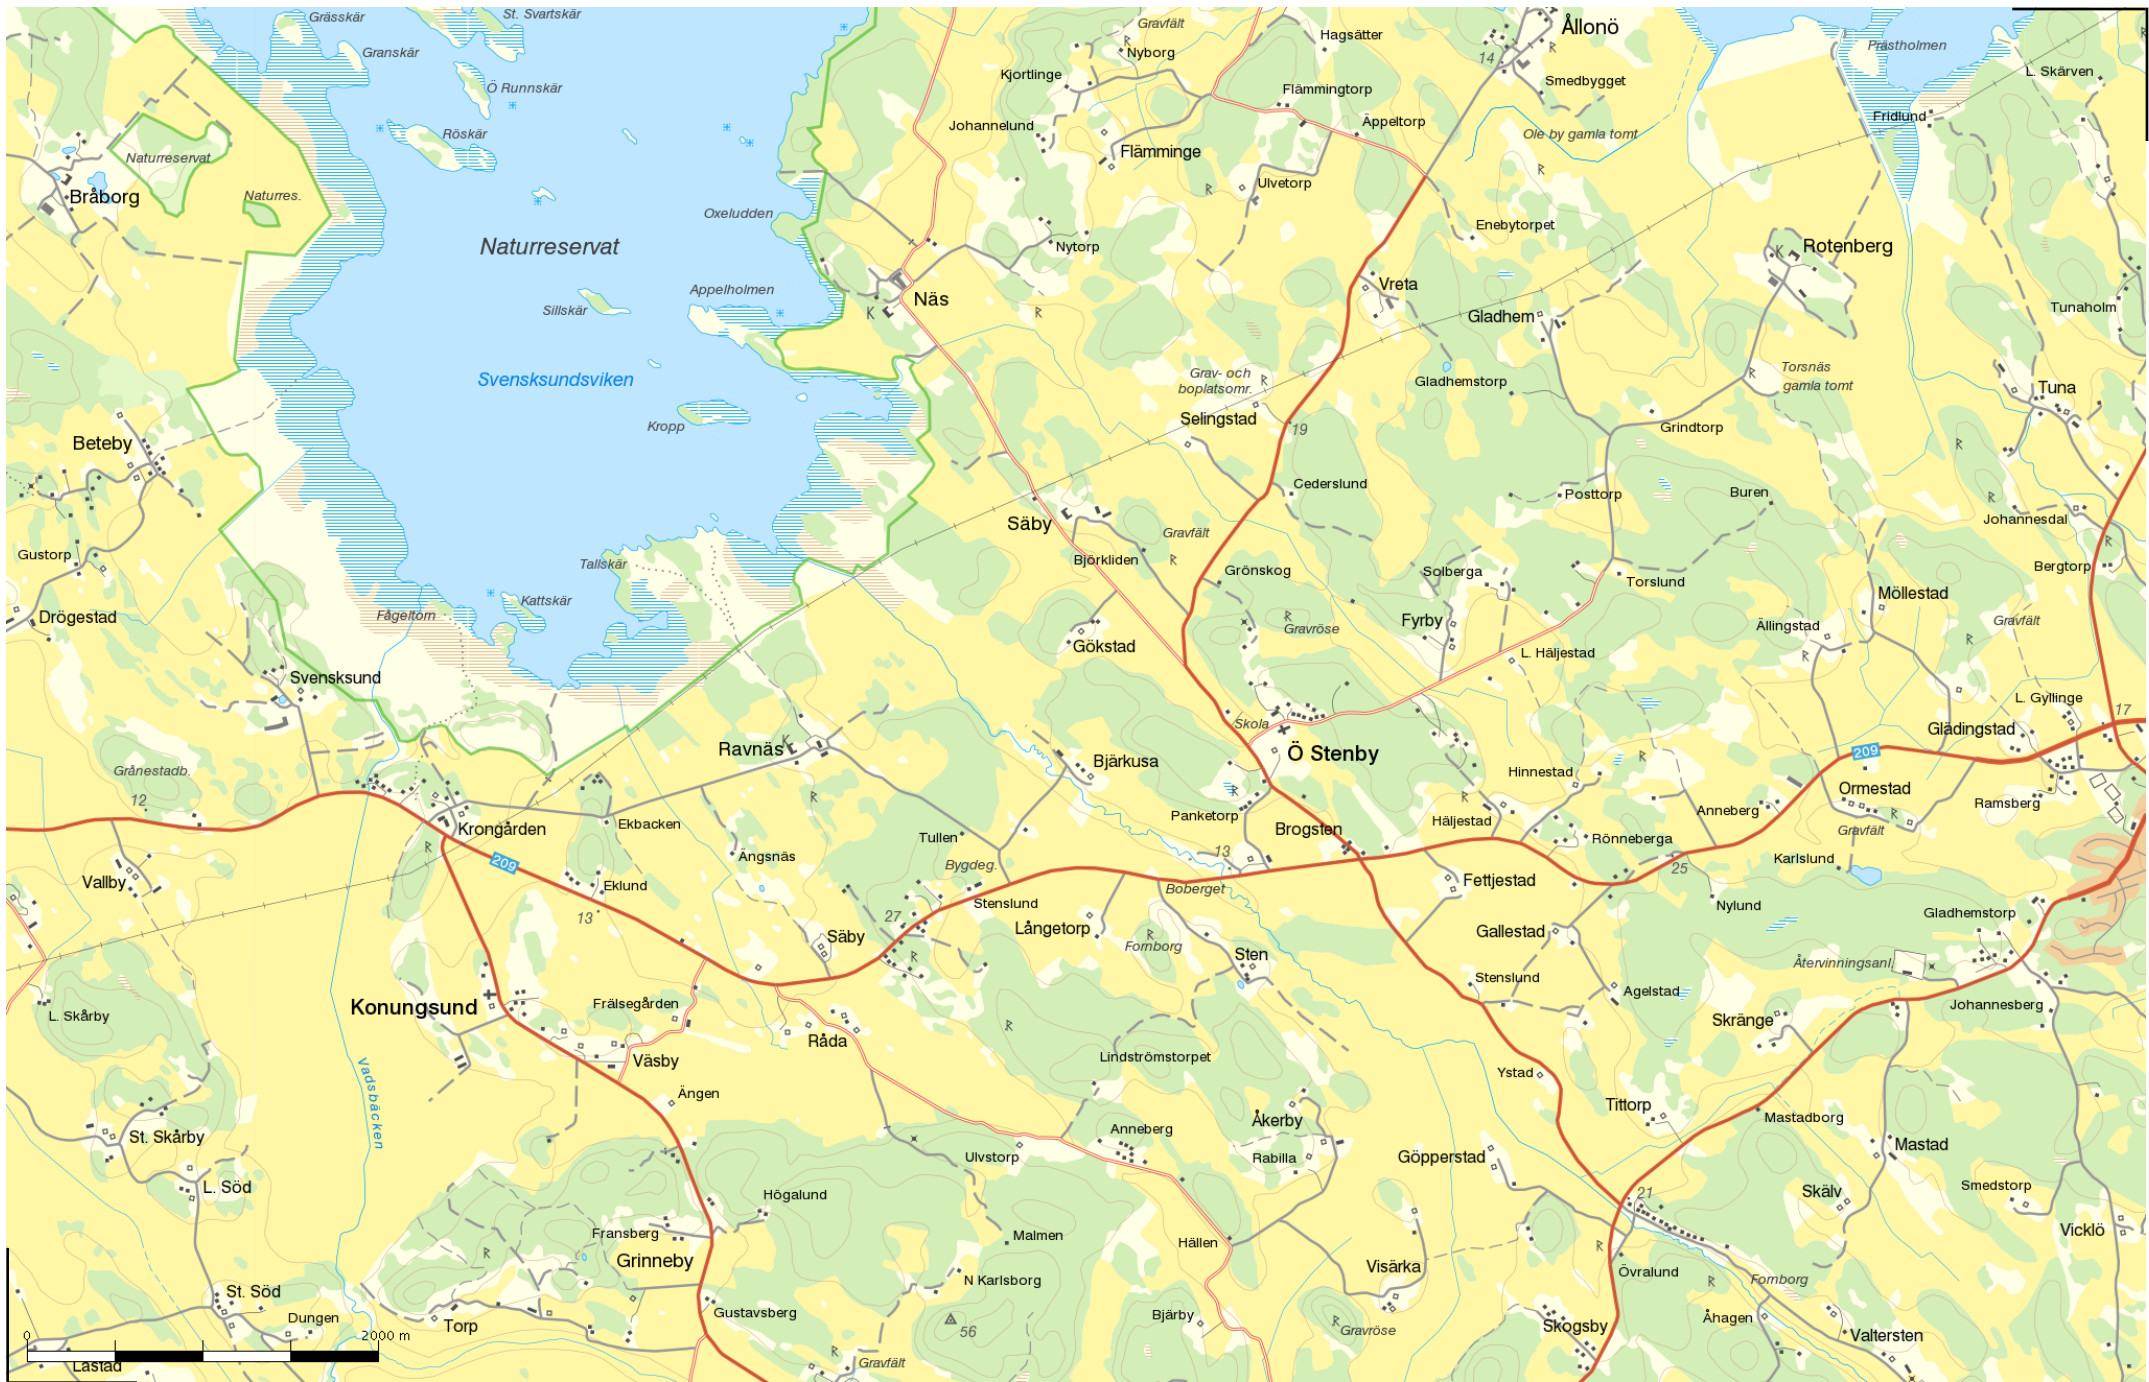 Grässkär
St. Svartskär
Gravfält
Hagsätter
Ållonö
Granskär
Nyborg
14
Prästholmen
Kjortlinge
L. Skärven
Ö Runnskär
Flämmingtorp
Smedbygget
Röskär
Johannelund
Äppeltorp
Ole by gamla tomt
Fridlund
Naturreservat
Flämminge
Bråborg
Naturres.
Ulvetorp
Oxeludden
Enebytorpet
Naturreservat
Nytorp
K
Rotenberg
Appelholmen
Näs
Vreta
Sillskär
K
Gladhem
Tunaholm
Svensksundsviken
Grav- och
boplatsomr.
Gladhemstorp
Torsnäs
gamla tomt
Tuna
Kropp
Selingstad
19
Grindtorp
Beteby
Cederslund
Posttorp
Buren
Säby
Gravfält
Johannesdal
Gustorp
Tallskär
Björkliden
Grönskog
Solberga
Torslund
Bergtorp
Kattskär
Möllestad
Drögestad
Fågeltorn
Gravröse
Fyrby
Ällingstad
Gravfält
Gökstad
L. Häljestad
Svensksund
L. Gyllinge
17
Skola
Glädingstad
Ravnäs
K
Ö Stenby
209
Bjärkusa
Grånestadb.
Hinnestad
12
Ormestad
Ramsberg
Panketorp
Anneberg
Krongården
Ekbacken
Tullen
Brogsten
Häljestad
Rönneberga
Gravfält
209
Ängsnäs
Bygdeg.
13
25
Karlslund
Vallby
Eklund
Boberget
Fettjestad
13
Stenslund
Nylund
27
Långetorp
Gladhemstorp
Säby
Fornborg
Sten
Gallestad
Återvinningsanl.
Stenslund
Konungsund
Frälsegården
Agelstad
Johannesberg
L. Skårby
Skränge
Råda
Väsby
Lindströmstorpet
Vadsbäcken
Ystad
Ängen
Tittorp
Åkerby
Mastadborg
St. Skårby
Anneberg
Mastad
Ulvstorp
Rabilla
Göpperstad
L. Söd
Högalund
Skälv
Smedstorp
21
Fransberg
Malmen
Hällen
Vicklö
Grinneby
Visärka
Övralund
N Karlsborg
Fornborg
St. Söd
Gustavsberg
Bjärby
Åhagen
Dungen
Torp
56
Gravröse
Skogsby
Valtersten
0
2000 m
Lastad
Gravfält